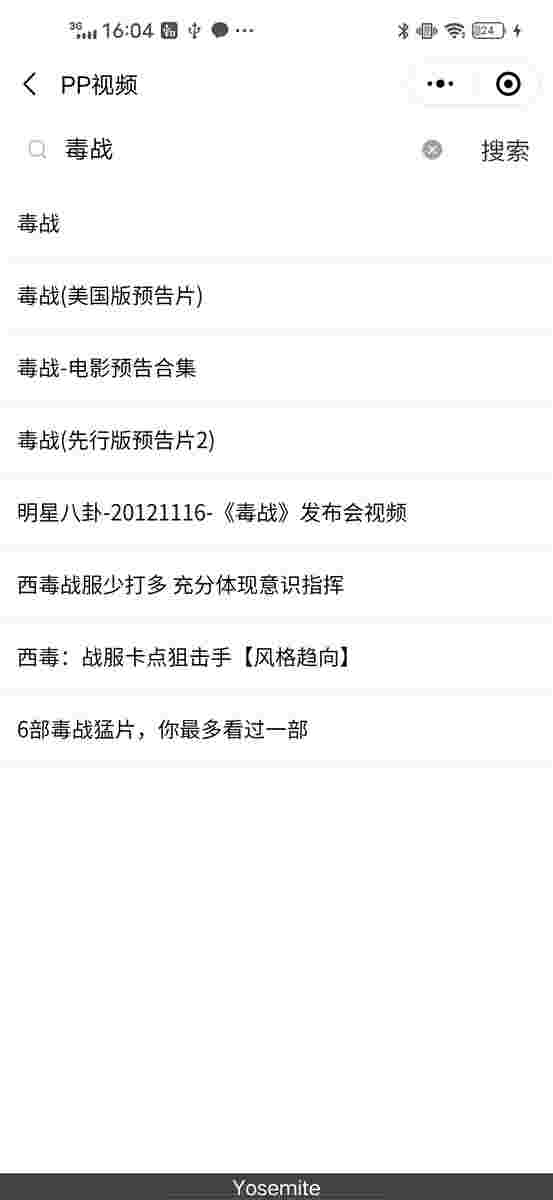 3G 16:04 24
PP视频
毒战 搜索
毒战
毒战(美国版预告片)
毒战-电影预告合集
毒战(先行版预告片2)
明星八卦-20121116-《毒战》发布会视频
西毒战服少打多 充分体现意识指挥
西毒：战服卡点狙击手【风格趋向】
6部毒战猛片，你最多看过一部
Yosemite